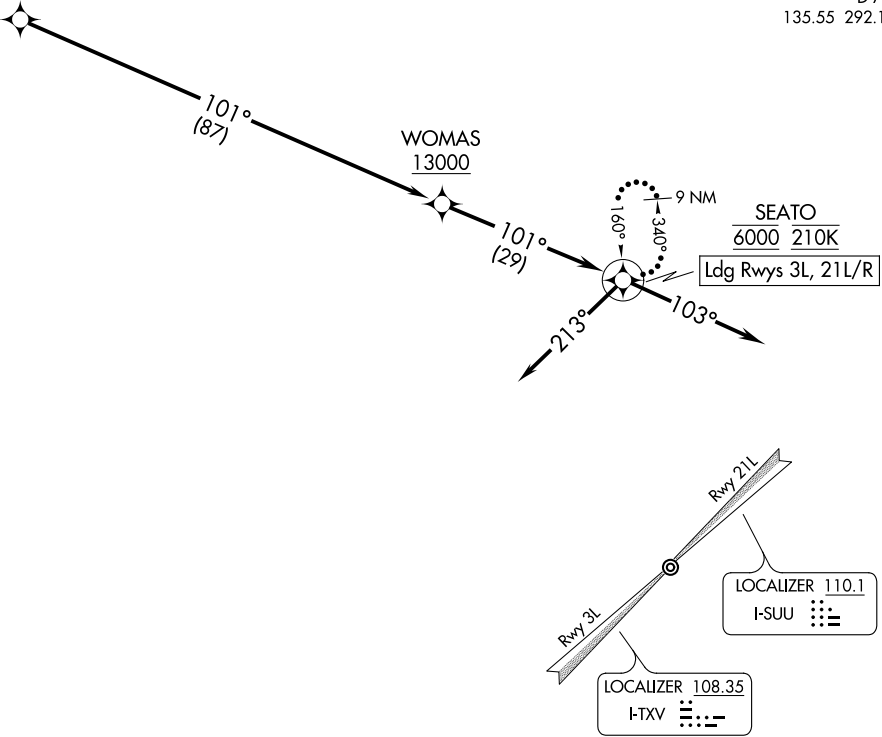 135.55 292.1
101°
(87)
WOMAS
13000
101°
(29)
9 NM
160°
340°
SEATO
6000 210K
Ldg Rwys 3L, 21L/R
213°
103°
Rwy 21L
LOCALIZER 110.1
I-SUU
Rwy 3L
LOCALIZER 108.35
I-TXV